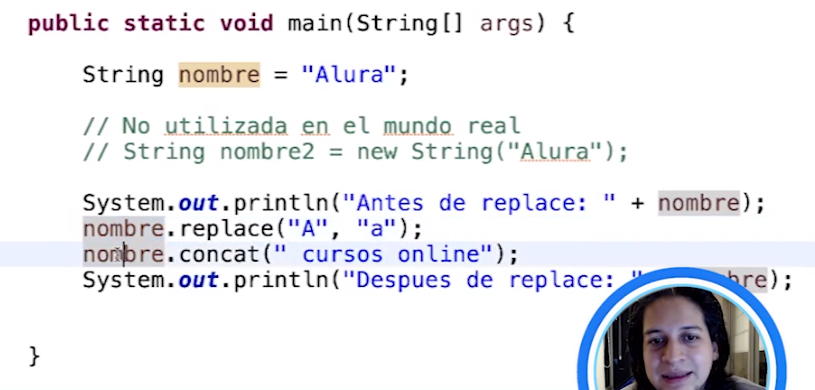 public static void main(String[] args) {
String nombre = "Alura";
// No utilizada en el mundo real
// String nombre2 = new String("Alura");
System.out.println("Antes de replace: " + nombre);
nombre.replace("A", "a");
nombre.concat(" cursos online");
System.out.println("Despues de replace: " bre);
}